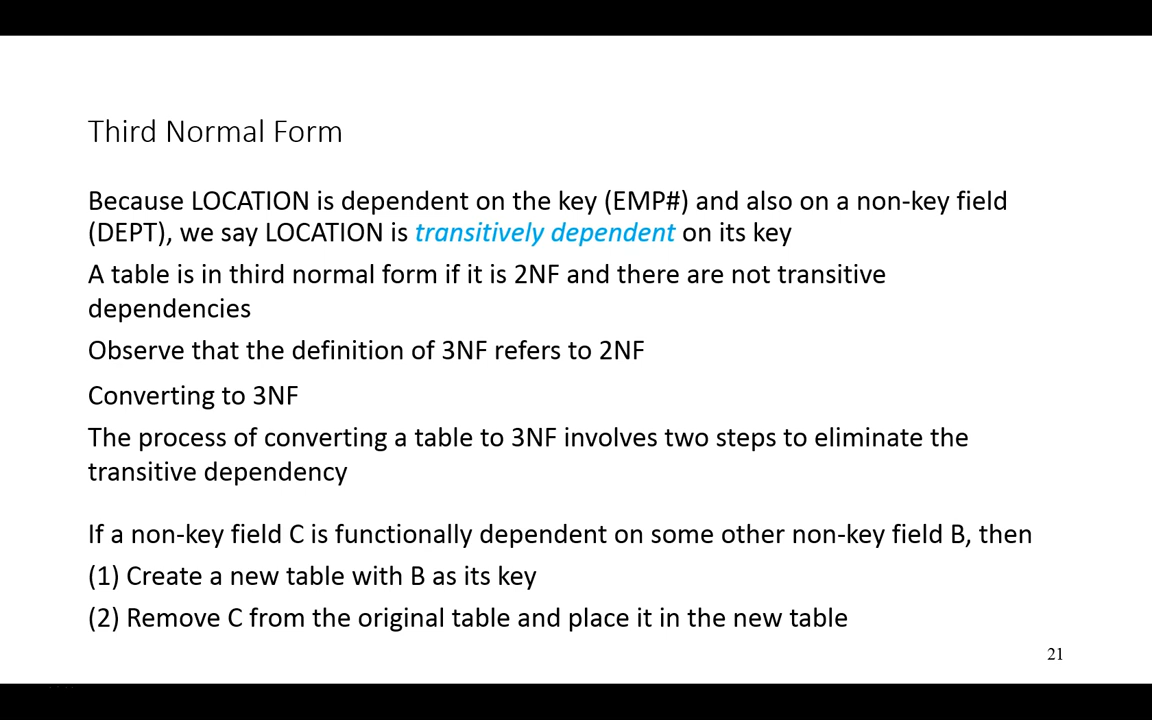 Third Normal Form
Because LOCATION is dependent on the key (EMP#) and also on a non-key field
(DEPT), we say LOCATION is transitively dependent on its key
A table is in third normal form if it is 2NF and there are not transitive
dependencies
Observe that the definition of 3NF refers to 2NF
Converting to 3NF
The process of converting a table to 3NF involves two steps to eliminate the
transitive dependency
If a non-key field C is functionally dependent on some other non-key field B, then
(1) Create a new table with B as its key
(2) Remove C from the original table and place it in the new table
21